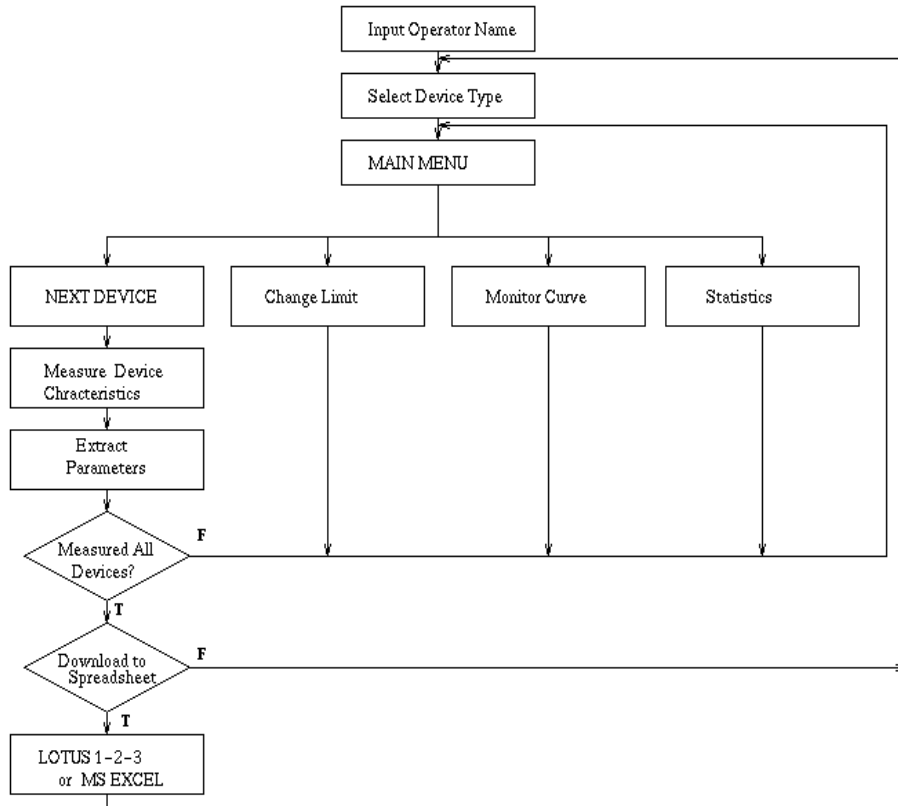 Input Operator Name
Select Device Type
MAIN MENU
NEXT DEVICE
Change Limit
Monitor Curve
Statistics
Measure Device
Chracteristics
Extract
Parameters
Measured All
Devices?
F
T
Download to
Spreadsheet
F
T
LOTUS 1-2-3
or MS EXCEL